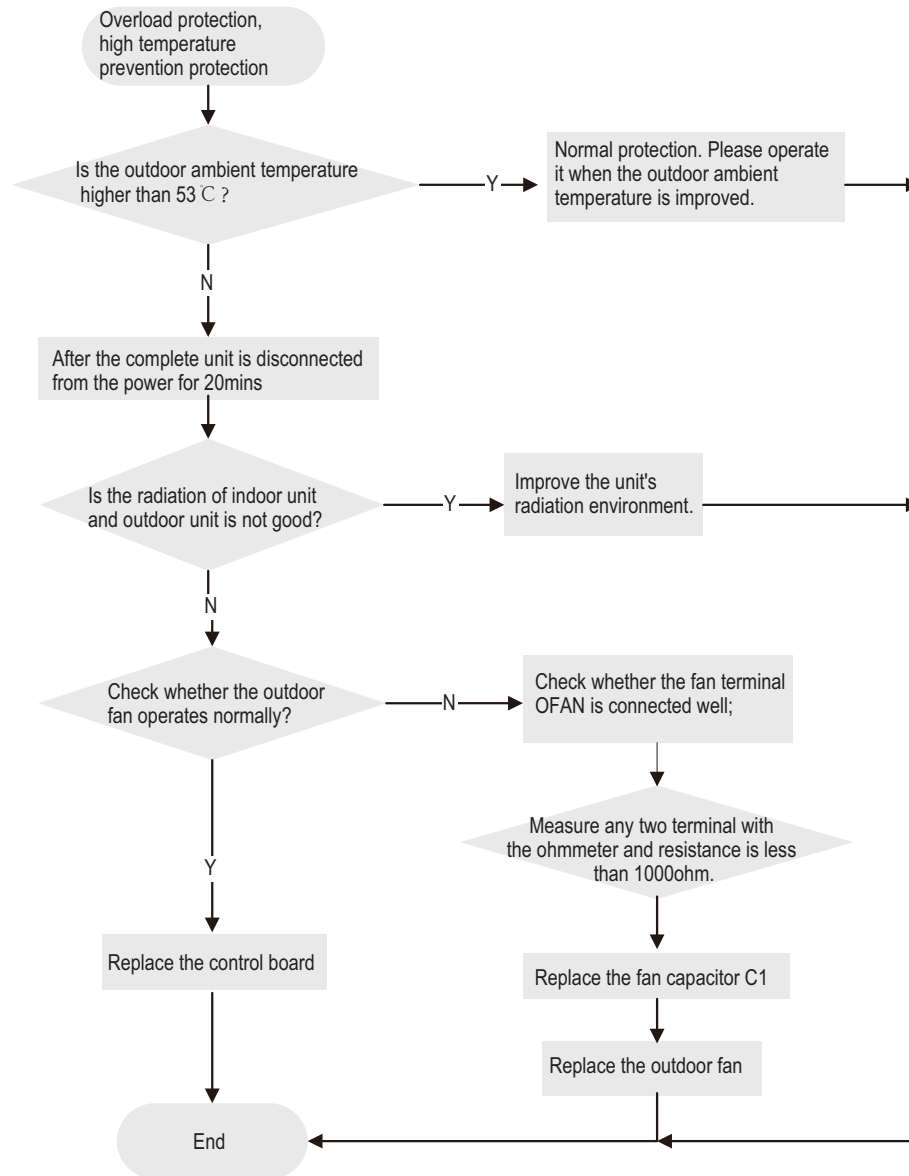 Overload protection,
high temperature
prevention protection
Is the outdoor ambient temperature
higher than 53℃ ?
Y
Normal protection. Please operate
it when the outdoor ambient
temperature is improved.
N
After the complete unit is disconnected
from the power for 20mins
Is the radiation of indoor unit
and outdoor unit is not good?
Y
Improve the unit's
radiation environment.
N
Check whether the outdoor
fan operates normally?
N
Check whether the fan terminal
OFAN is connected well;
Measure any two terminal with
the ohmmeter and resistance is less
than 1000ohm.
Y
Replace the control board
Replace the fan capacitor C1
Replace the outdoor fan
End